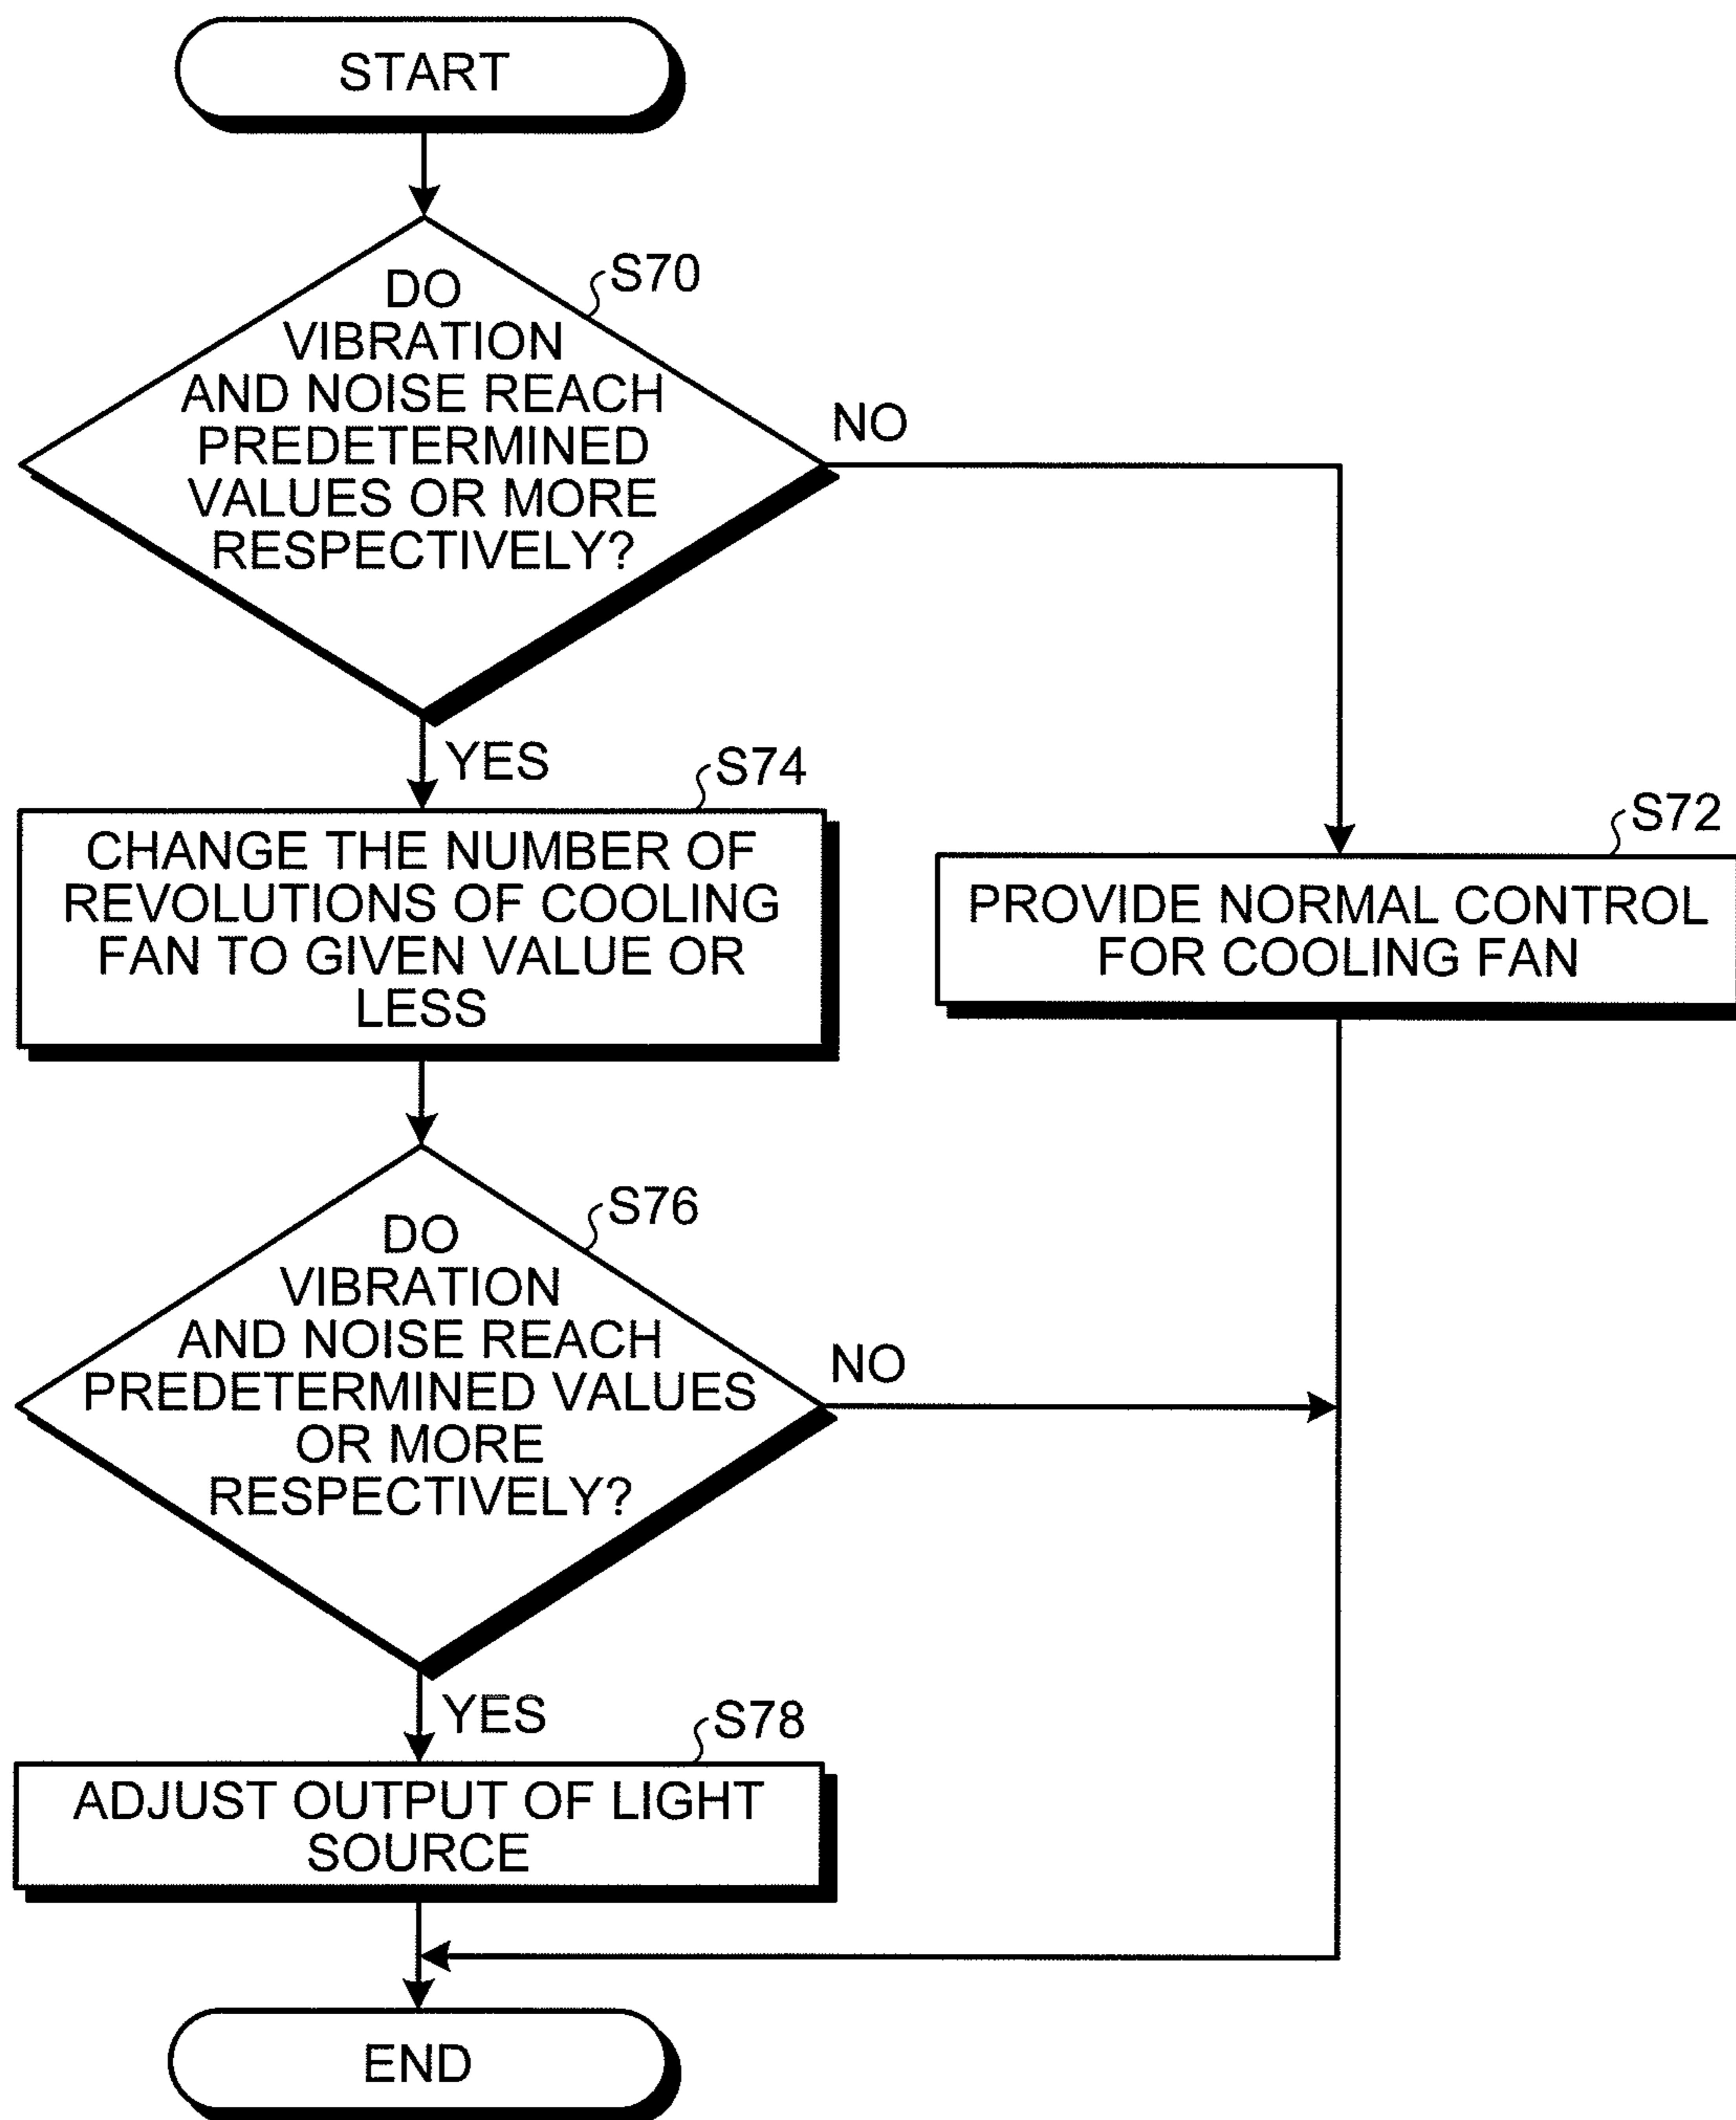 START
S70
DO
VIBRATION
AND NOISE REACH
PREDETERMINED
VALUES OR MORE
RESPECTIVELY?
NO
YES
S74
CHANGE THE NUMBER OF
REVOLUTIONS OF COOLING
FAN TO GIVEN VALUE OR
LESS
S72
PROVIDE NORMAL CONTROL
FOR COOLING FAN
S76
DO
VIBRATION
AND NOISE REACH
PREDETERMINED VALUES
OR MORE
RESPECTIVELY?
NO
YES
S78
ADJUST OUTPUT OF LIGHT
SOURCE
END